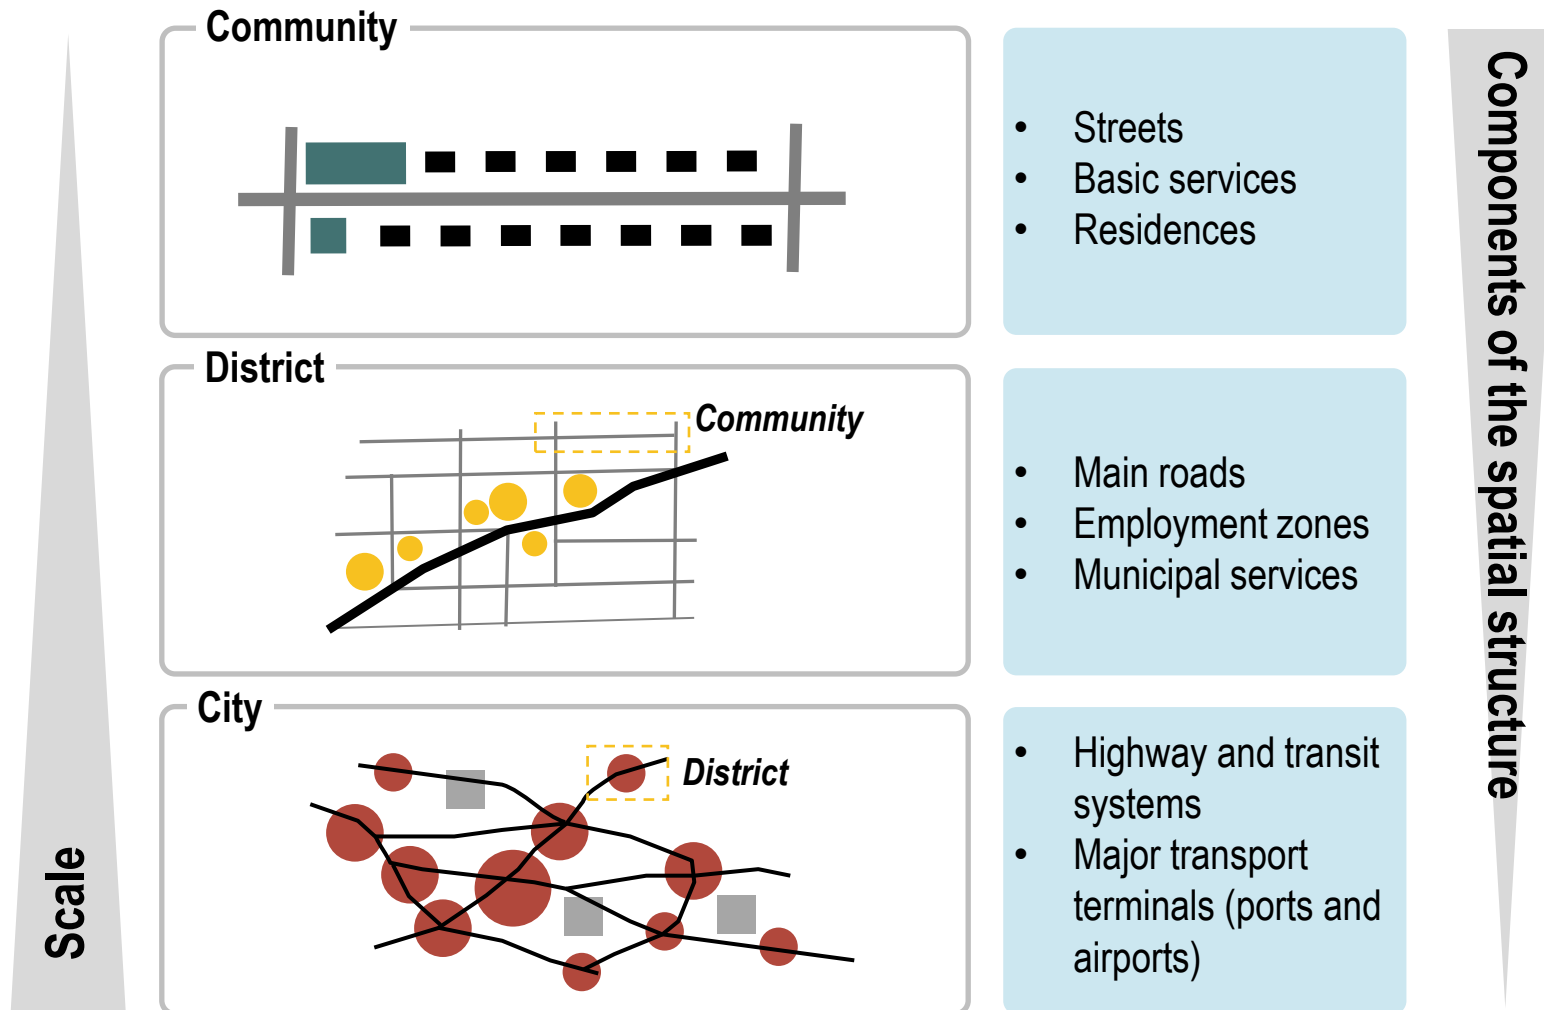 Community
• Streets
• Basic services
• Residences
District
Community
• Main roads
• Employment zones
• Municipal services
City
District
• Highway and transit
systems
• Major transport
terminals (ports and
airports)
Scale
Components of the spatial structure